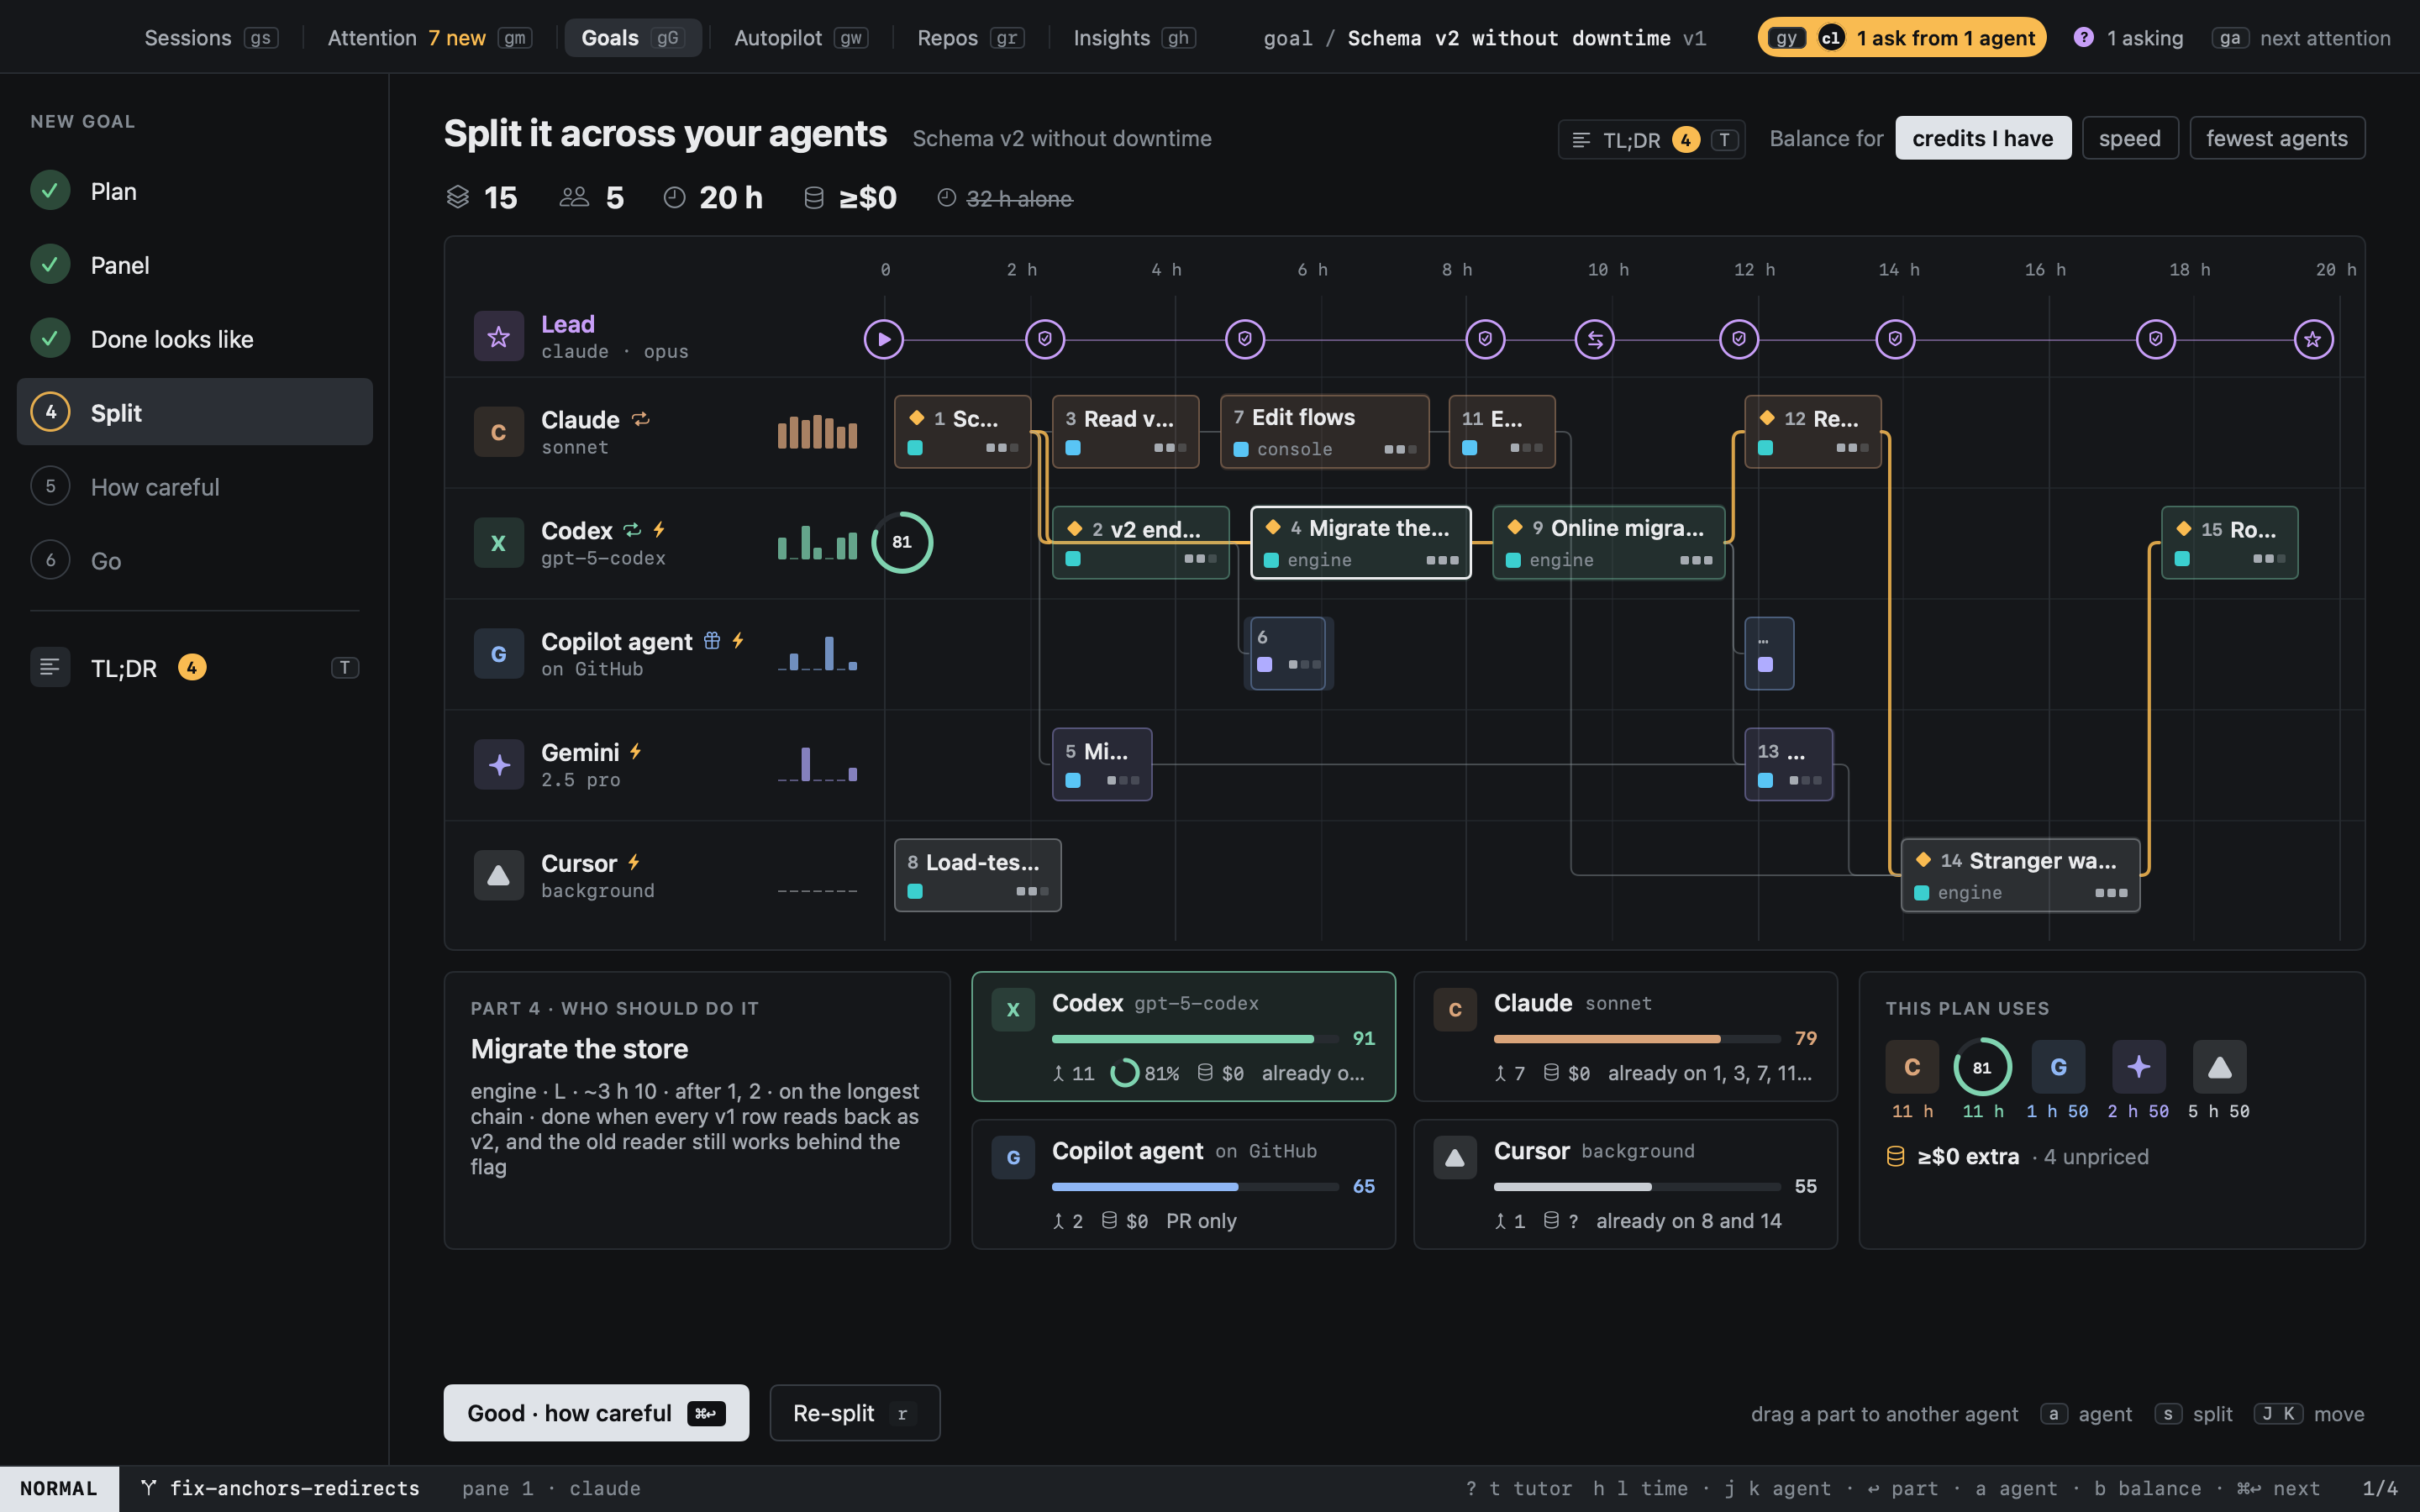 Sessions gs Attention 7 new gm Goals gG Autopilot gw Repos gr Insights gh goal / Schema v2 without downtime v1 gy cl 1 ask from 1 agent ? 1 asking ga next attention
NEW GOAL
Plan
Panel
Done looks like
4 Split
5 How careful
6 Go
TL;DR 4 T
Split it across your agents Schema v2 without downtime TL;DR 4 T Balance for credits I have speed fewest agents
15 5 20 h ≥$0 32 h alone
0 2 h 4 h 6 h 8 h 10 h 12 h 14 h 16 h 18 h 20 h
Lead
claude · opus
C Claude
sonnet
1 Sc... 3 Read v... 7 Edit flows 11 E... 12 Re...
console
X Codex
gpt-5-codex
81
2 v2 end... 4 Migrate the... 9 Online migra... 15 Ro...
engine engine
G Copilot agent
on GitHub
6 ...
Gemini
2.5 pro
5 Mi... 13 ...
Cursor
background
8 Load-tes... 14 Stranger wa...
engine
PART 4 · WHO SHOULD DO IT
Migrate the store
engine · L · ~3 h 10 · after 1, 2 · on the longest
chain · done when every v1 row reads back as
v2, and the old reader still works behind the
flag
X Codex gpt-5-codex
91
11 81% $0 already o...
C Claude sonnet
79
7 $0 already on 1, 3, 7, 11...
G Copilot agent on GitHub
65
2 $0 PR only
Cursor background
55
1 ? already on 8 and 14
THIS PLAN USES
C 81 G
11 h 11 h 1 h 50 2 h 50 5 h 50
≥$0 extra · 4 unpriced
Good · how careful ⌘↩ Re-split r drag a part to another agent a agent s split J K move
NORMAL fix-anchors-redirects pane 1 · claude ? t tutor h l time · j k agent · ↩ part · a agent · b balance · ⌘↩ next 1/4